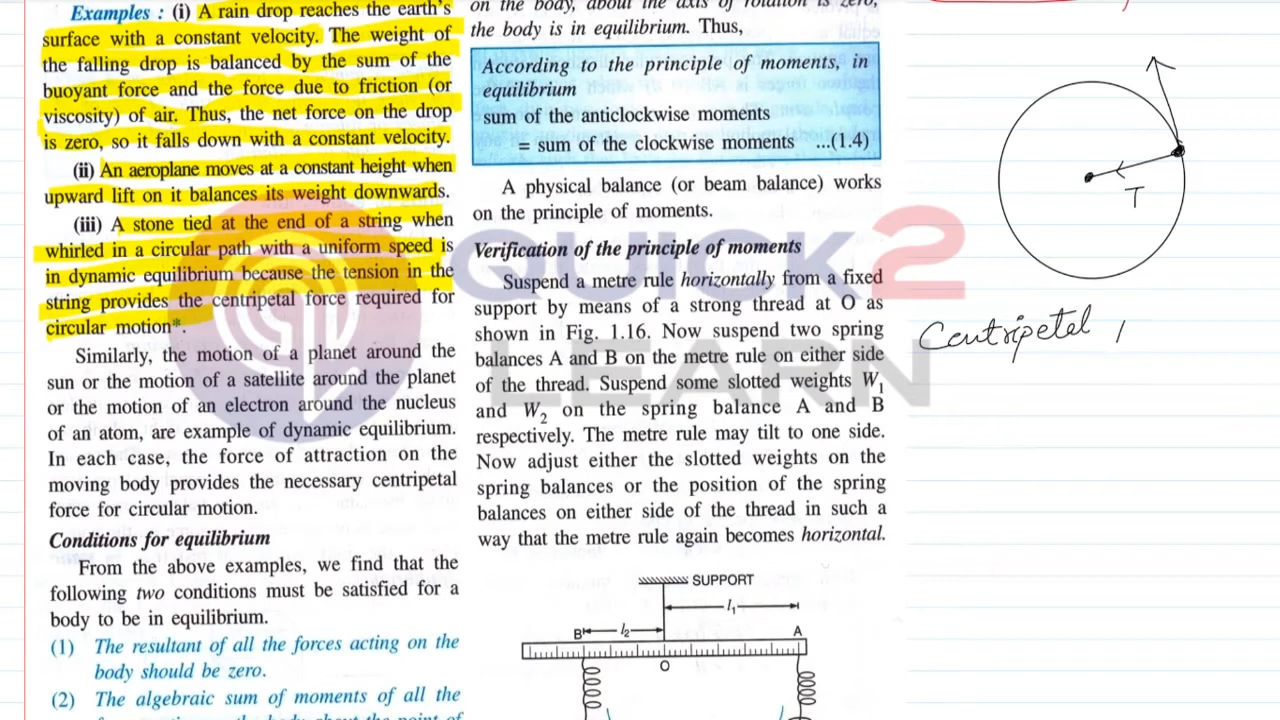 Examples : (i) A rain drop reaches the earth's
surface with a constant velocity. The weight of
the falling drop is balanced by the sum of the
buoyant force and the force due to friction (or
viscosity) of air. Thus, the net force on the drop
is zero, so it falls down with a constant velocity.
(ii) An aeroplane moves at a constant height when
upward lift on it balances its weight downwards.
(iii) A stone tied at the end of a string when
whirled in a circular path with a uniform speed is
in dynamic equilibrium because the tension in the
string provides the centripetal force required for
circular motion*.
Similarly, the motion of a planet around the
sun or the motion of a satellite around the planet
or the motion of an electron around the nucleus
of an atom, are example of dynamic equilibrium.
In each case, the force of attraction on the
moving body provides the necessary centripetal
force for circular motion.
Conditions for equilibrium
From the above examples, we find that the
following two conditions must be satisfied for a
body to be in equilibrium.
(1) The resultant of all the forces acting on the
body should be zero.
(2) The algebraic sum of moments of all the
on the body, about the axis of rotation is zero,
the body is in equilibrium. Thus,
According to the principle of moments, in
equilibrium
sum of the anticlockwise moments
= sum of the clockwise moments ...(1.4)
A physical balance (or beam balance) works
on the principle of moments.
Verification of the principle of moments
Suspend a metre rule horizontally from a fixed
support by means of a strong thread at O as
shown in Fig. 1.16. Now suspend two spring
balances A and B on the metre rule on either side
of the thread. Suspend some slotted weights W1
and W2 on the spring balance A and B
respectively. The metre rule may tilt to one side.
Now adjust either the slotted weights on the
spring balances or the position of the spring
balances on either side of the thread in such a
way that the metre rule again becomes horizontal.
SUPPORT
l1
B l2 A
O
T
Centripetal
QUICK2
LEARN